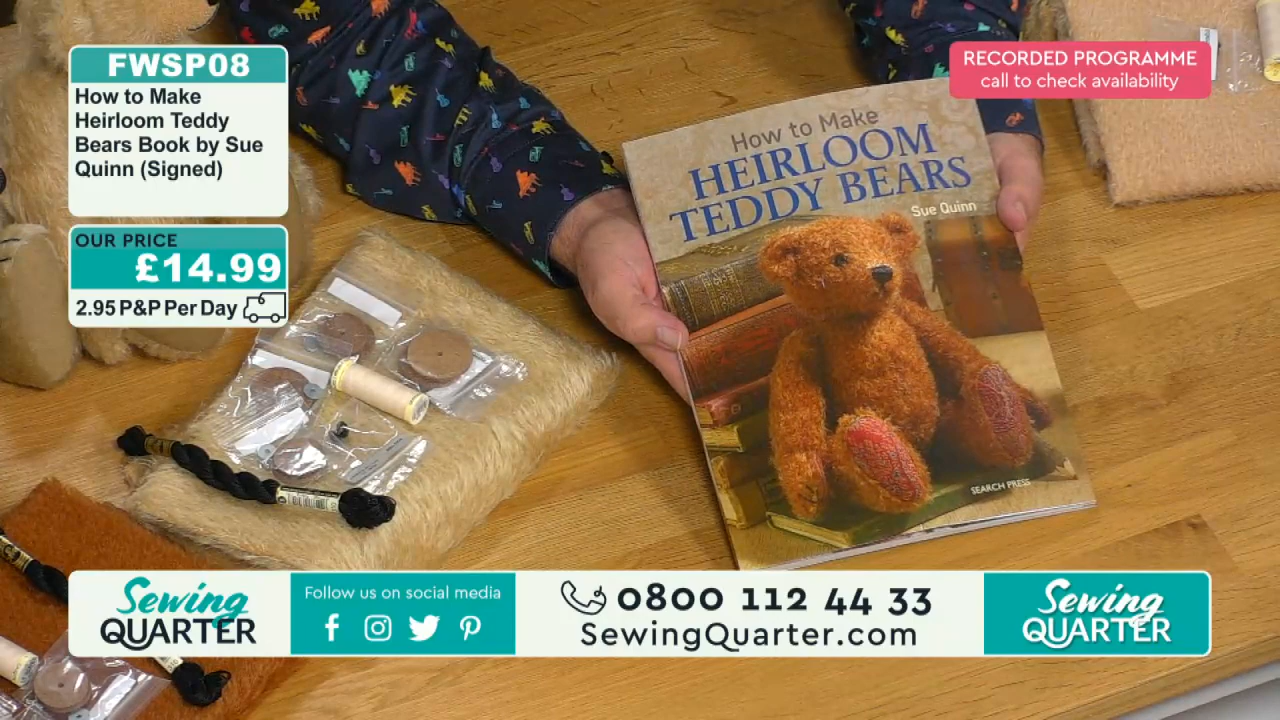 FWSP08
How to Make
Heirloom Teddy
Bears Book by Sue
Quinn (Signed)
OUR PRICE
£14.99
2.95 P&P Per Day
RECORDED PROGRAMME
call to check availability
How to Make
HEIRLOOM
TEDDY BEARS
Sue Quinn
SEARCH PRESS
Sewing
QUARTER
Follow us on social media
0800 112 44 33
SewingQuarter.com
Sewing
QUARTER